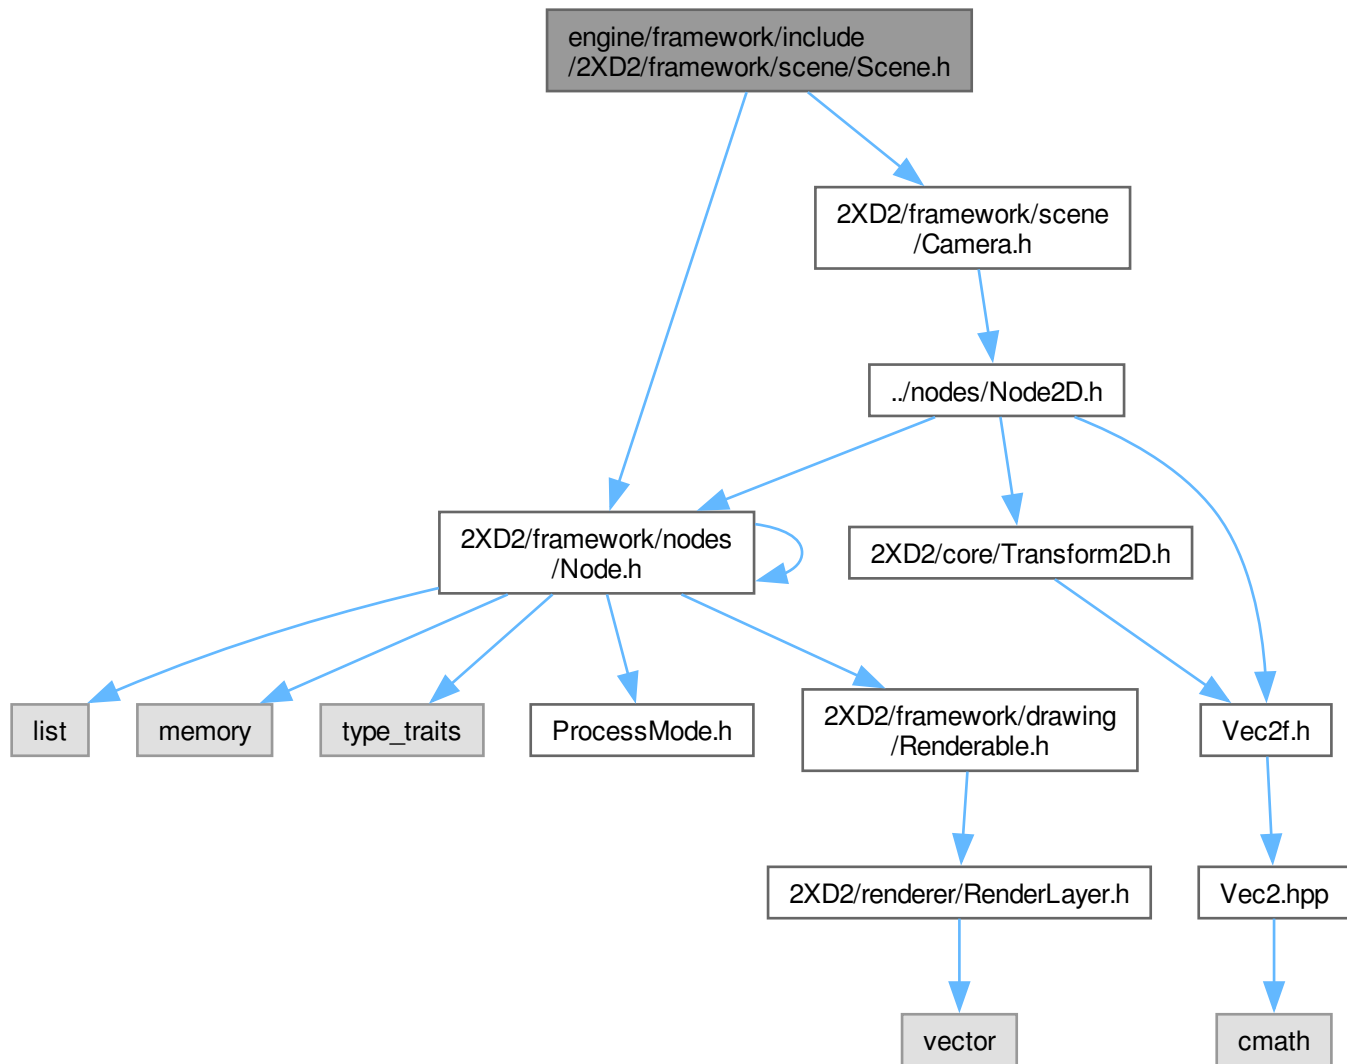 engine/framework/include
/2XD2/framework/scene/Scene.h
2XD2/framework/scene
/Camera.h
../nodes/Node2D.h
2XD2/framework/nodes
/Node.h
2XD2/core/Transform2D.h
list
memory
type_traits
ProcessMode.h
2XD2/framework/drawing
/Renderable.h
Vec2f.h
2XD2/renderer/RenderLayer.h
Vec2.hpp
vector
cmath